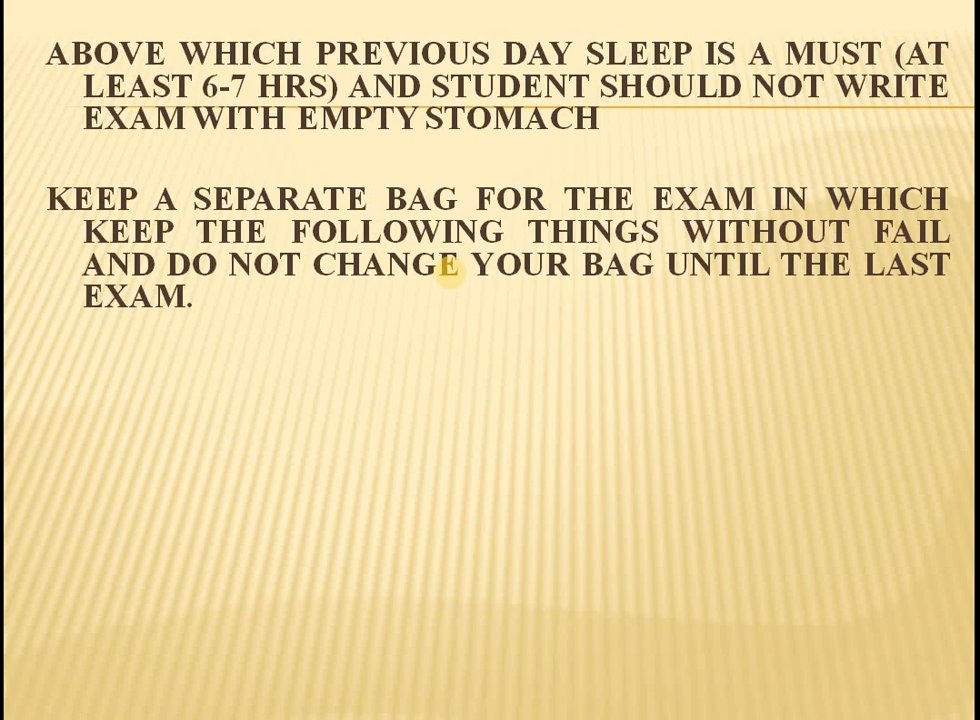 ABOVE WHICH PREVIOUS DAY SLEEP IS A MUST (AT
LEAST 6-7 HRS) AND STUDENT SHOULD NOT WRITE
EXAM WITH EMPTY STOMACH
KEEP A SEPARATE BAG FOR THE EXAM IN WHICH
KEEP THE FOLLOWING THINGS WITHOUT FAIL
AND DO NOT CHANGE YOUR BAG UNTIL THE LAST
EXAM.